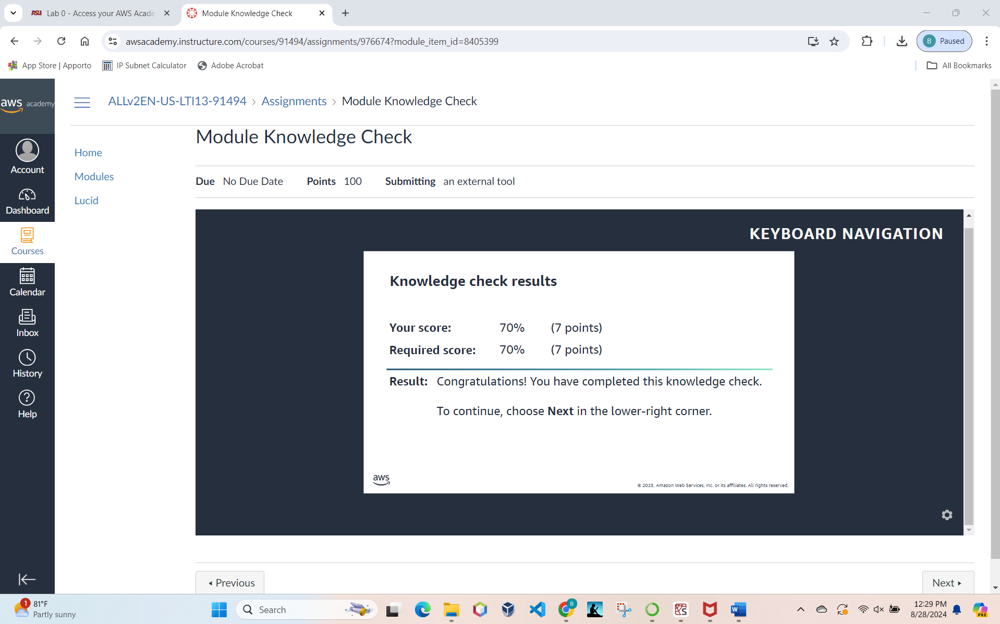 ASU Lab 0 - Access your AWS Acade
Module Knowledge Check
awsacademy.instructure.com/courses/91494/assignments/976674?module_item_id=8405399
B Paused
App Store | Apporto
IP Subnet Calculator
Adobe Acrobat
All Bookmarks
aws academy
ALLv2EN-US-LTI13-91494 › Assignments › Module Knowledge Check
Account
Dashboard
Courses
Calendar
Inbox
History
Help
Home
Modules
Lucid
Module Knowledge Check
Due No Due Date Points 100 Submitting an external tool
KEYBOARD NAVIGATION
Knowledge check results
Your score: 70% (7 points)
Required score: 70% (7 points)
Result: Congratulations! You have completed this knowledge check.
To continue, choose Next in the lower-right corner.
aws
© 2023, Amazon Web Services, Inc. or its affiliates. All rights reserved.
Previous
Next
1
81°F
Partly sunny
Search
B
W
12:29 PM
8/28/2024
PRE